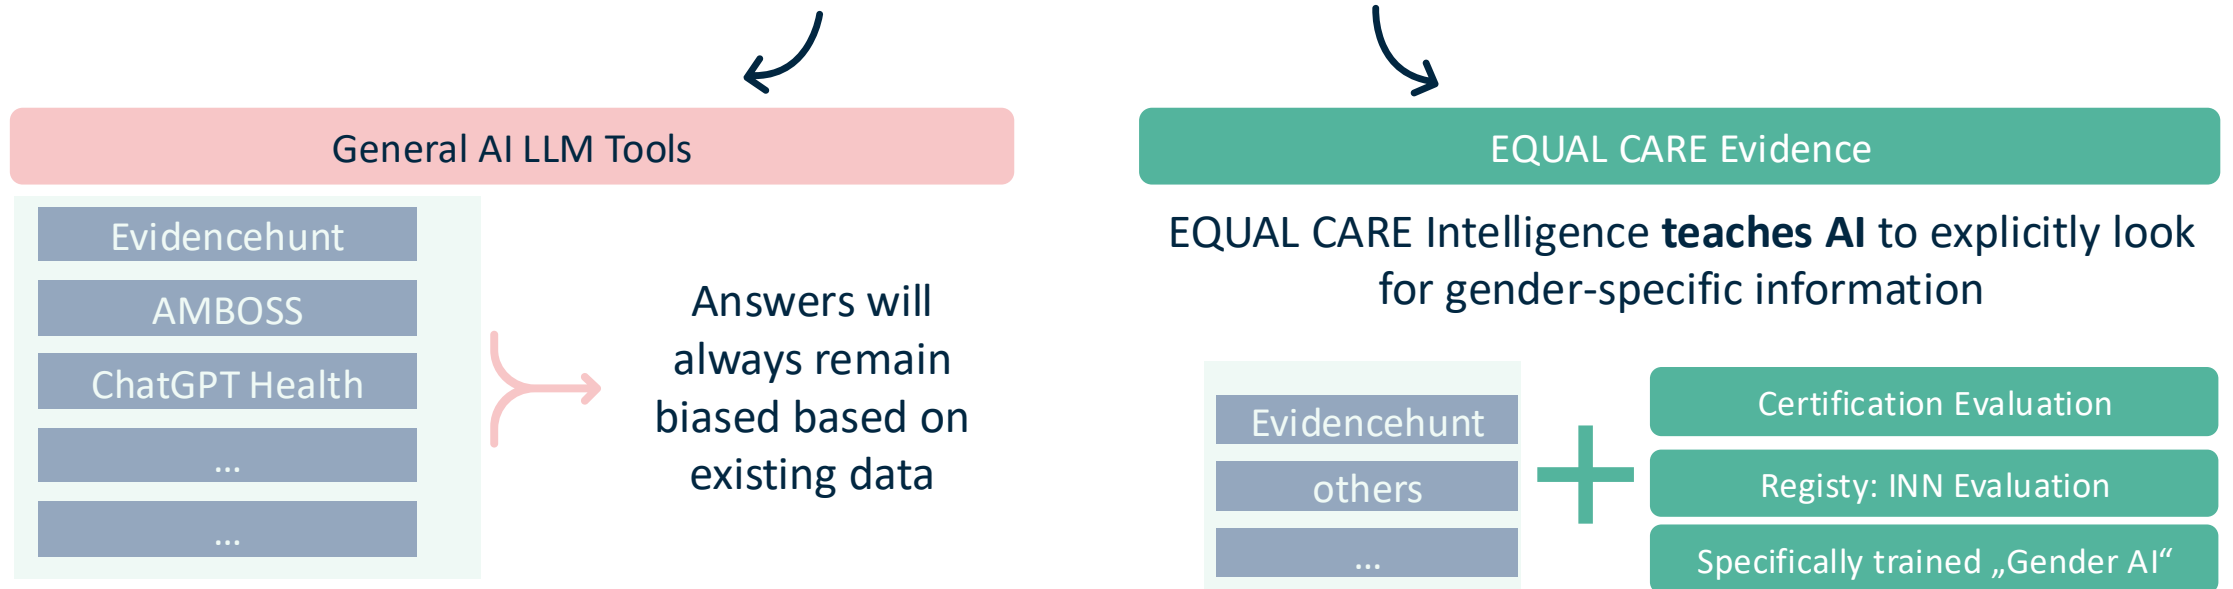 General AI LLM Tools
Evidencehunt
AMBOSS
ChatGPT Health
...
...
Answers will
always remain
biased based on
existing data
EQUAL CARE Evidence
EQUAL CARE Intelligence teaches AI to explicitly look
for gender-specific information
Evidencehunt
others
...
Certification Evaluation
Registy: INN Evaluation
Specifically trained „Gender AI“